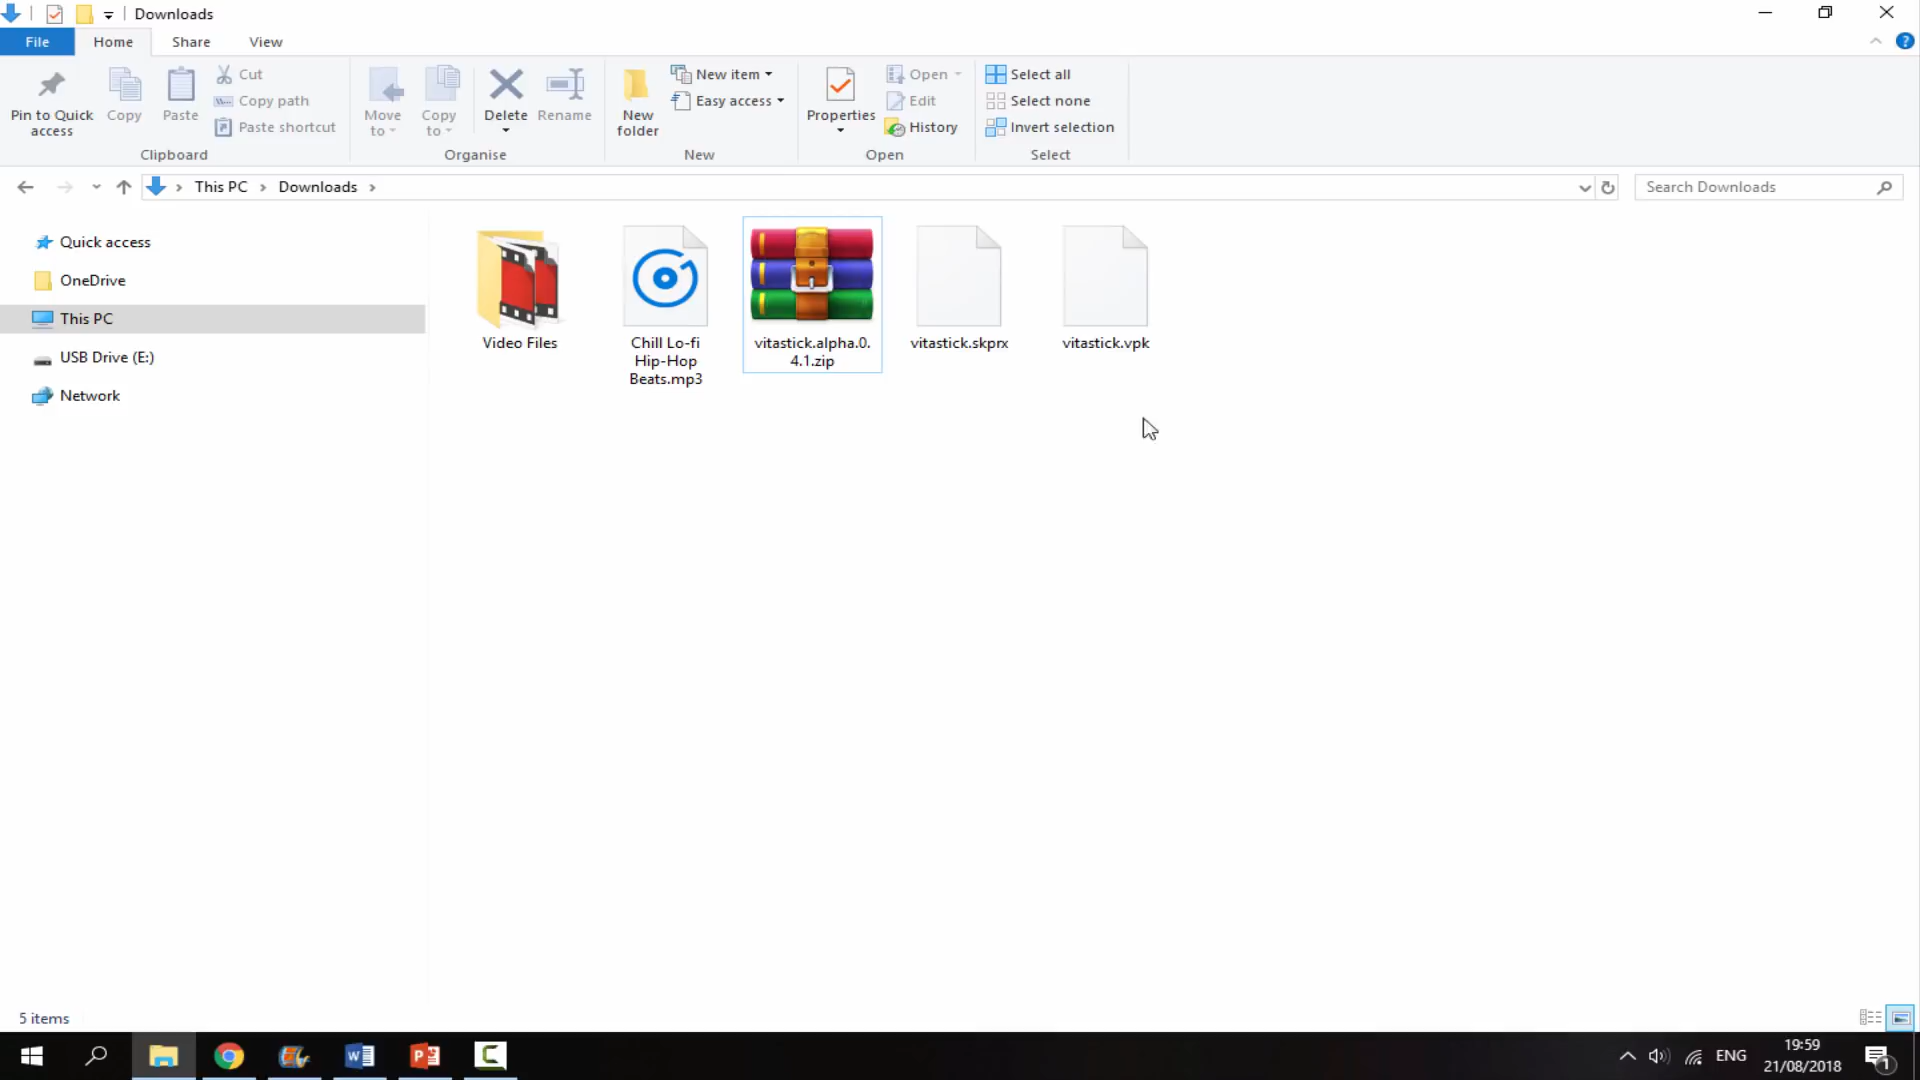 Downloads
File
Home
Share
View
Pin to Quick
access
Copy
Paste
Cut
Copy path
Paste shortcut
Clipboard
Move
to
Copy
to
Delete
Rename
Organise
New
folder
New item
Easy access
New
Properties
Open
Edit
History
Open
Select all
Select none
Invert selection
Select
This PC
Downloads
Search Downloads
Quick access
OneDrive
This PC
USB Drive (E:)
Network
Video Files
Chill Lo-fi
Hip-Hop
Beats.mp3
vitastick.alpha.0.
4.1.zip
vitastick.skprx
vitastick.vpk
5 items
ENG
19:59
21/08/2018
1